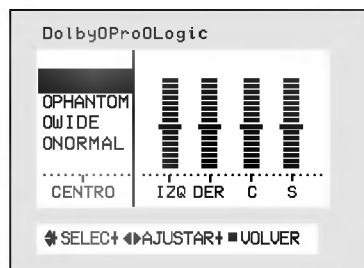 DolbyOProOLogic
OPHANTOM
OWIDE
ONORMAL
CENTRO IZQ DER C S
SELEC+ AJUSTAR+ VOLVER